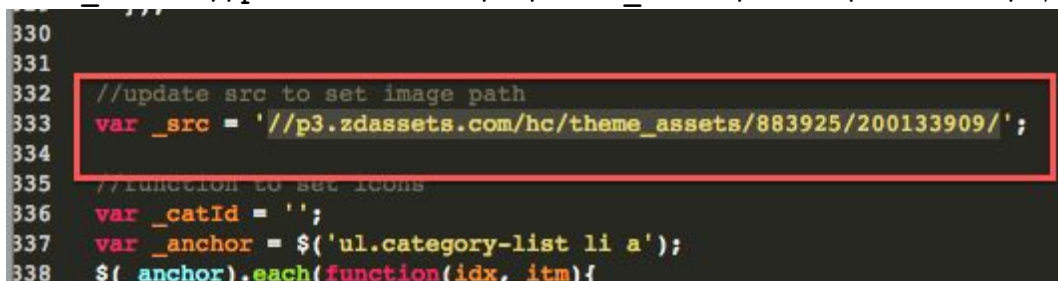 330
331
332 //update src to set image path
333 var _src = '//p3.zdassets.com/hc/theme_assets/883925/200133909/';
334
335 //function to set icons
336 var _catId = '';
337 var _anchor = $('ul.category-list li a');
338 $(_anchor).each(function(idx, itm){